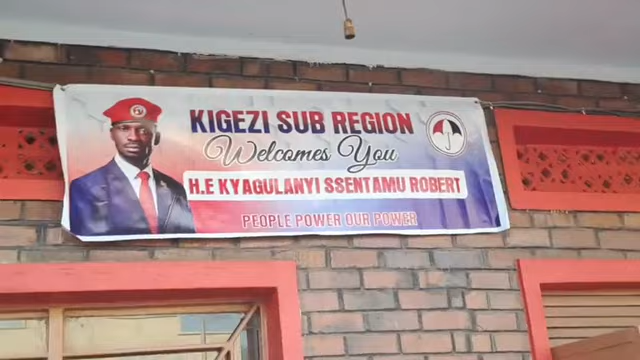 KIGEZI SUB REGION
Welcomes You
H.E KYAGULANYI SSENTAMU ROBERT
PEOPLE POWER OUR POWER